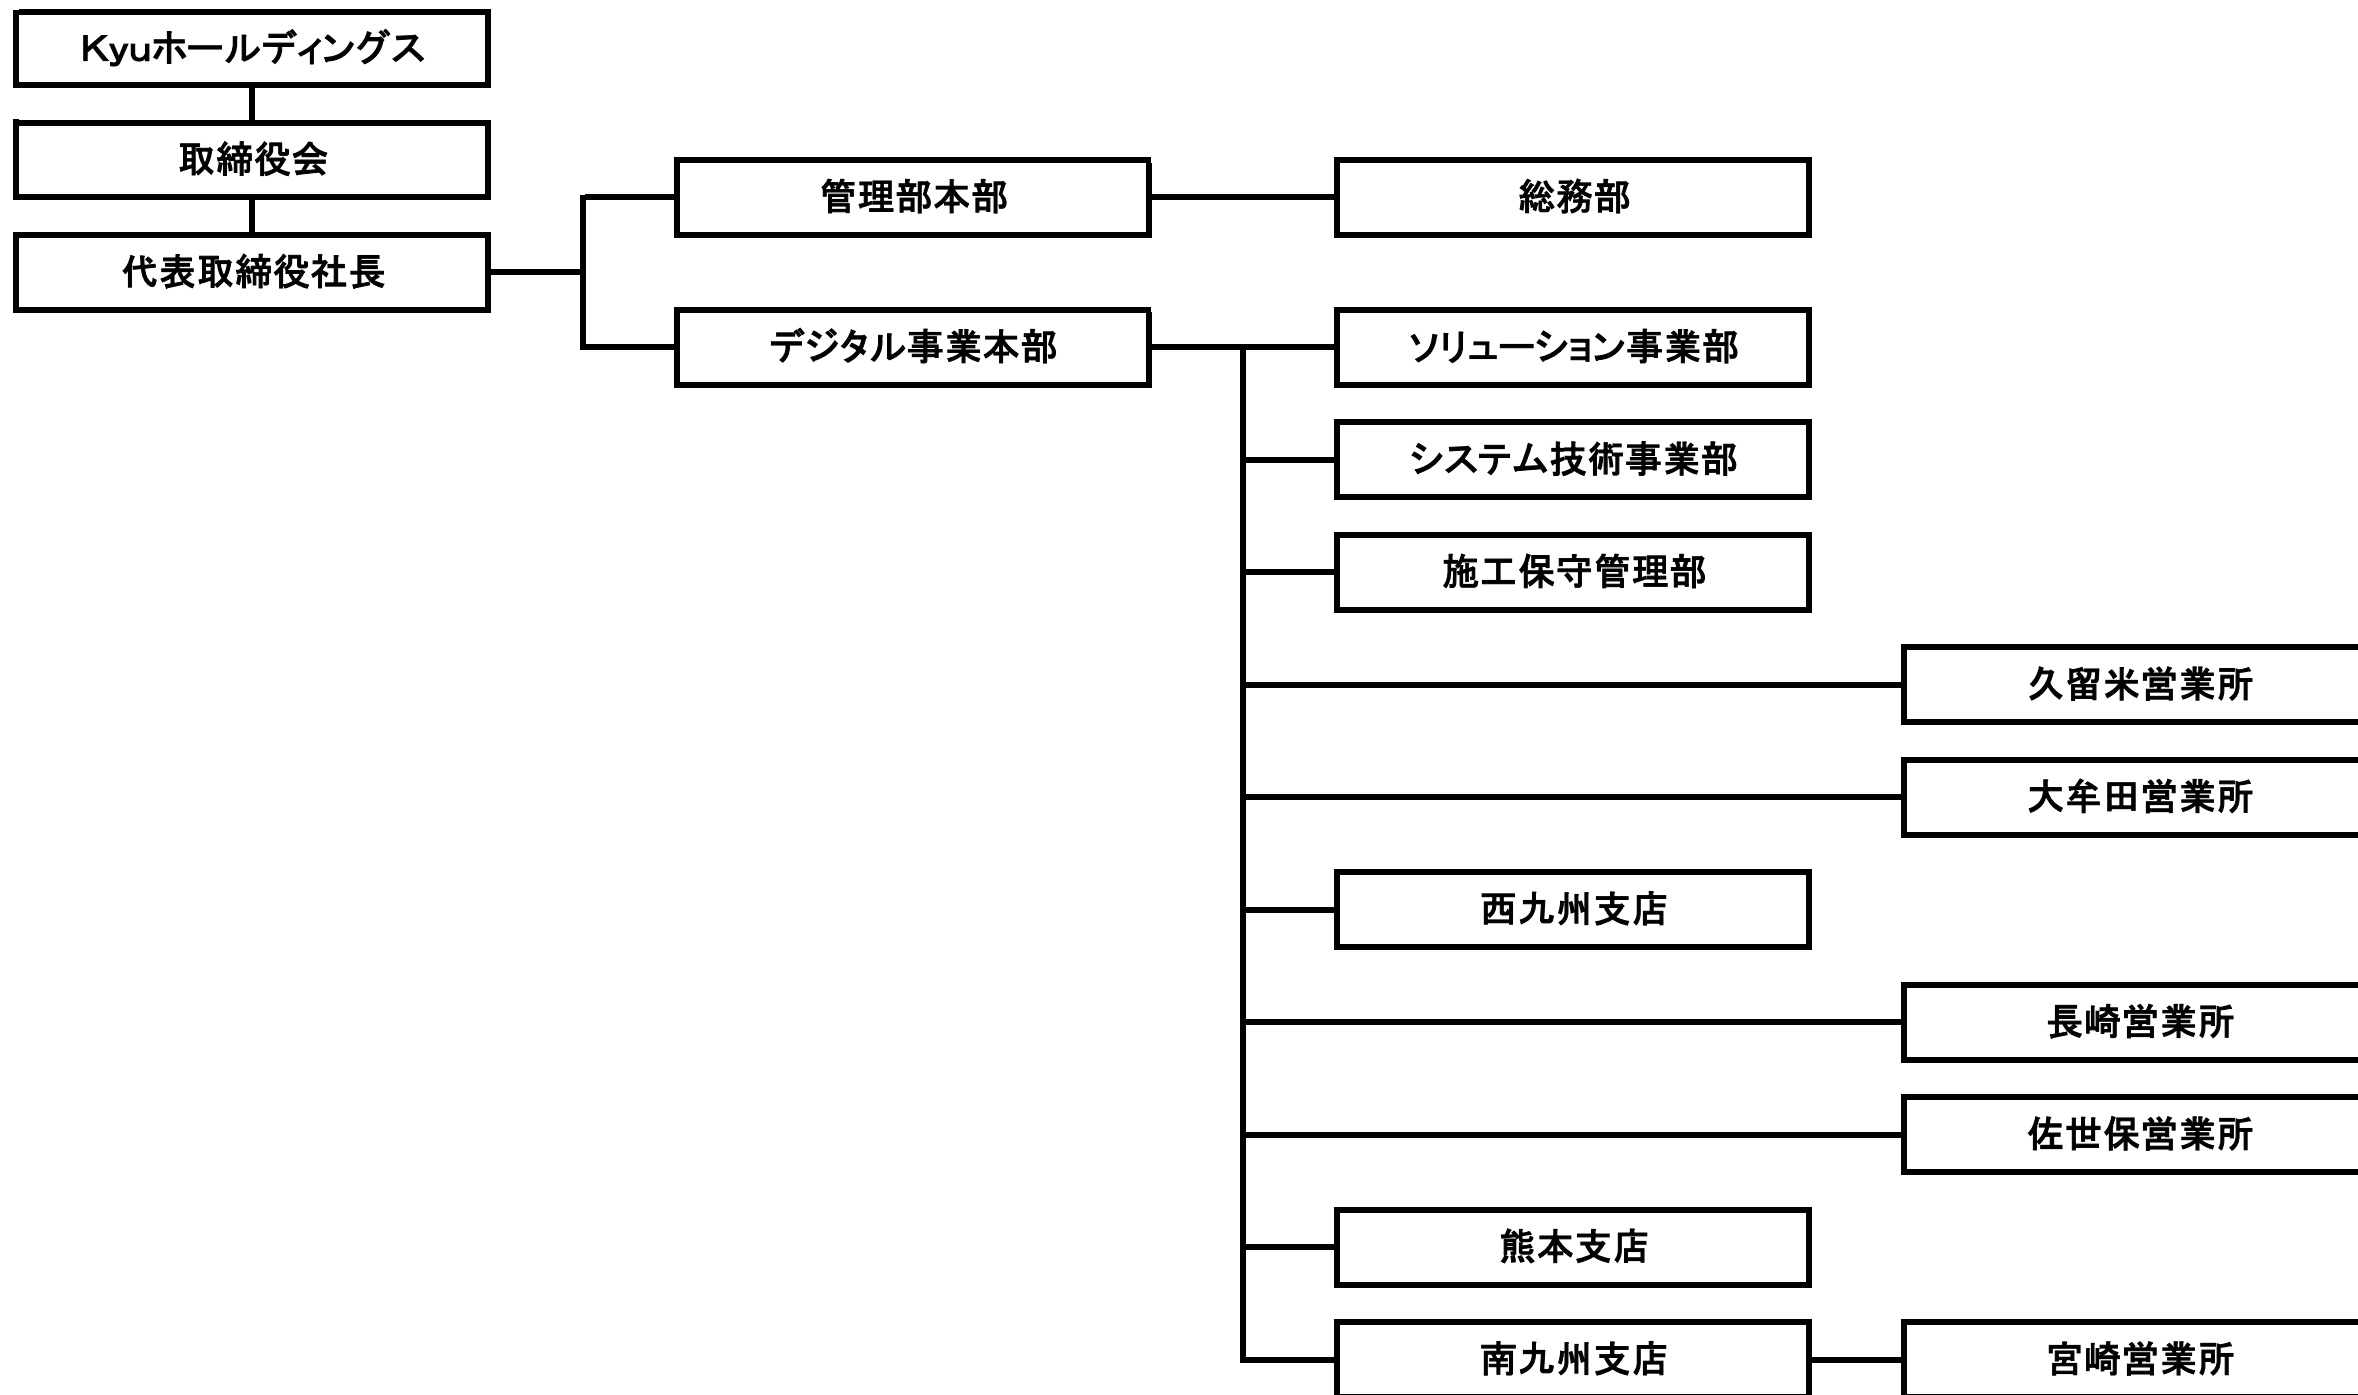 Kyuホールディングス
取締役会
管理部本部
総務部
代表取締役社長
デジタル事業本部
ソリューション事業部
システム技術事業部
施工保守管理部
久留米営業所
大牟田営業所
西九州支店
長崎営業所
佐世保営業所
熊本支店
南九州支店
宮崎営業所